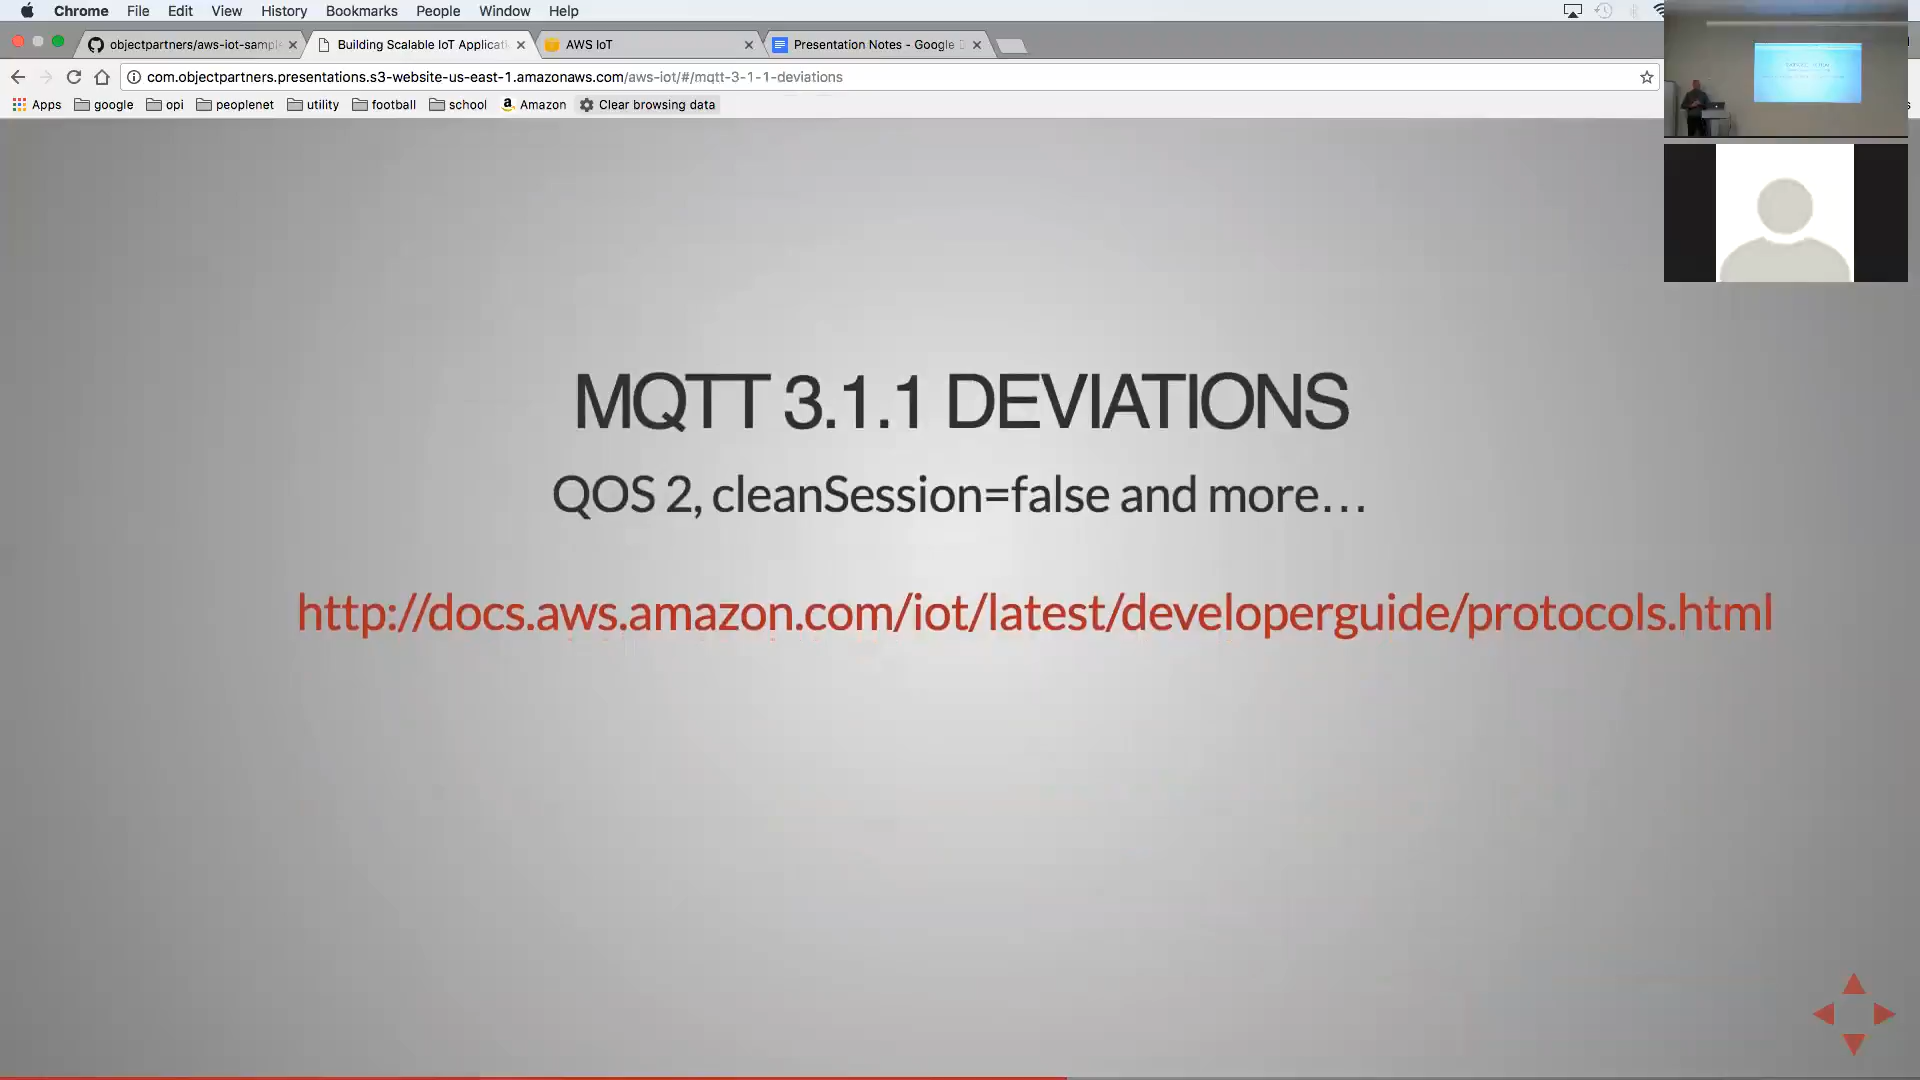 Chrome File Edit View History Bookmarks People Window Help
objectpartners/aws-iot-sampl Building Scalable IoT Applicati AWS IoT Presentation Notes - Google D
com.objectpartners.presentations.s3-website-us-east-1.amazonaws.com/aws-iot/#/mqtt-3-1-1-deviations
Apps google opi peoplenet utility football school Amazon Clear browsing data
MQTT 3.1.1 DEVIATIONS
QOS 2, cleanSession=false and more…
http://docs.aws.amazon.com/iot/latest/developerguide/protocols.html